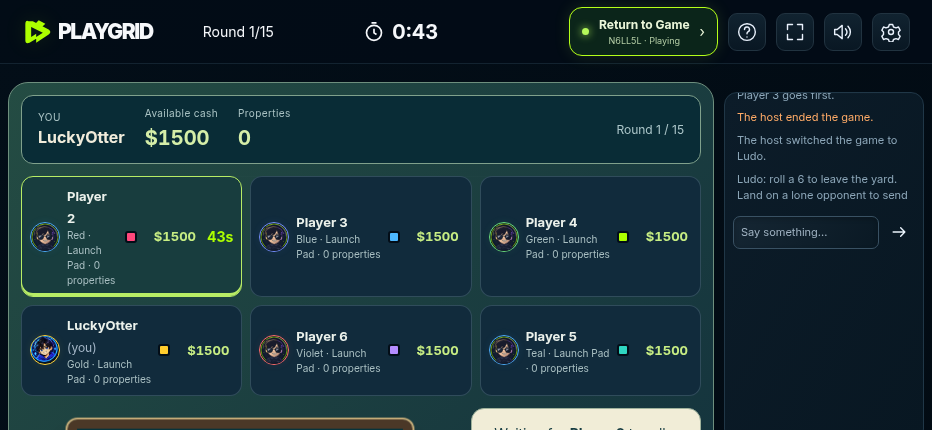 PLAYGRID
Round 1/15
0:43
Return to Game
N6LL5L · Playing
YOU
LuckyOtter
Available cash
$1500
Properties
0
Round 1 / 15
Player 2
Red · Launch Pad · 0 properties
$1500
43s
Player 3
Blue · Launch Pad · 0 properties
$1500
Player 4
Green · Launch Pad · 0 properties
$1500
LuckyOtter (you)
Gold · Launch Pad · 0 properties
$1500
Player 6
Violet · Launch Pad · 0 properties
$1500
Player 5
Teal · Launch Pad · 0 properties
$1500
Player 3 goes first.
The host ended the game.
The host switched the game to
Ludo.
Ludo: roll a 6 to leave the yard.
Land on a lone opponent to send
Say something...